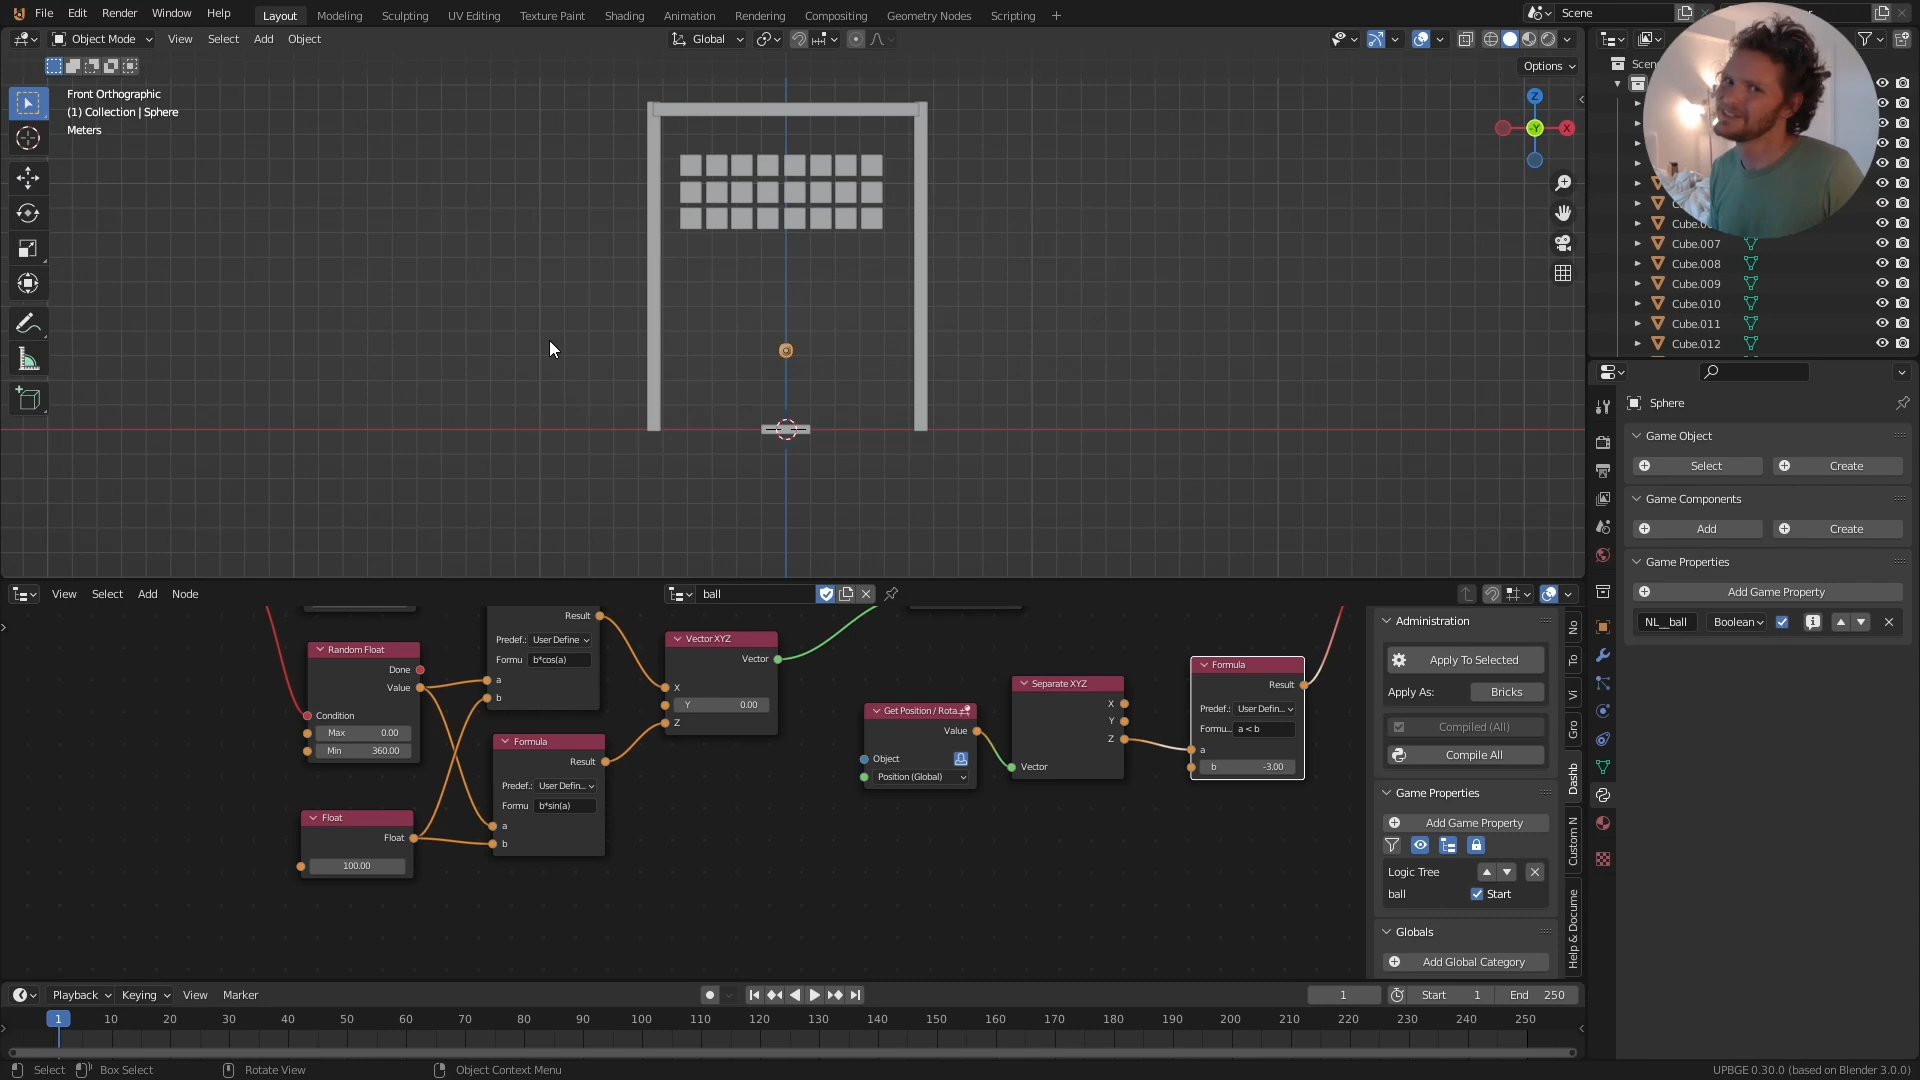 File Edit Render Window Help Layout Modeling Sculpting UV Editing Texture Paint Shading Animation Rendering Compositing Geometry Nodes Scripting + Scene
Object Mode View Select Add Object Global
Options
Front Orthographic
(1) Collection | Sphere
Meters
Z
-Y
X
Cube.007
Cube.008
Cube.009
Cube.010
Cube.011
Cube.012
Sphere
Game Object
Select Create
Game Components
Add Create
Game Properties
Add Game Property
NL__ball Boolean
View Select Add Node ball
Result
Predef.: User Define
Formu b*cos(a)
a
b
Random Float
Done
Value
Condition
Max 0.00
Min 360.00
Float
Float
100.00
Formula
Result
Predef.: User Defin...
Formu b*sin(a)
a
b
Vector XYZ
Vector
X
Y 0.00
Z
Get Position / Rota...
Value
Object
Position (Global)
Separate XYZ
X
Y
Z
Vector
Formula
Result
Predef.: User Defin...
Formu... a < b
a
b -3.00
Administration
Apply To Selected
Apply As: Bricks
Compiled (All)
Compile All
Game Properties
Add Game Property
Logic Tree
ball Start
Globals
Add Global Category
No
To
Vi
Gro
Dashb
Custom N
Help & Docume
Playback Keying View Marker 1 Start 1 End 250
1 10 20 30 40 50 60 70 80 90 100 110 120 130 140 150 160 170 180 190 200 210 220 230 240 250
Select Box Select Rotate View Object Context Menu UPBGE 0.30.0 (based on Blender 3.0.0)